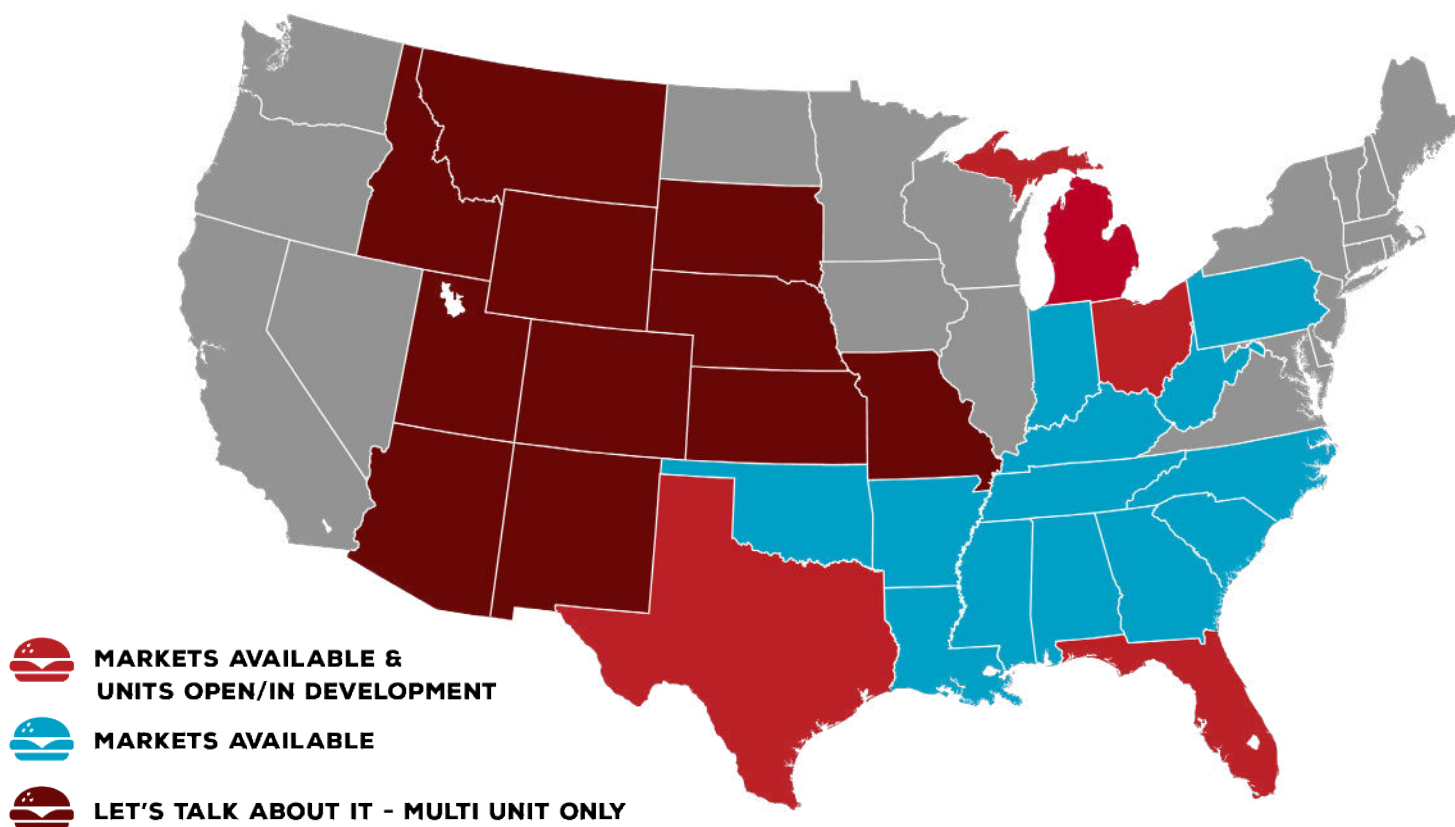 MARKETS AVAILABLE &
UNITS OPEN/IN DEVELOPMENT
MARKETS AVAILABLE
LET'S TALK ABOUT IT - MULTI UNIT ONLY